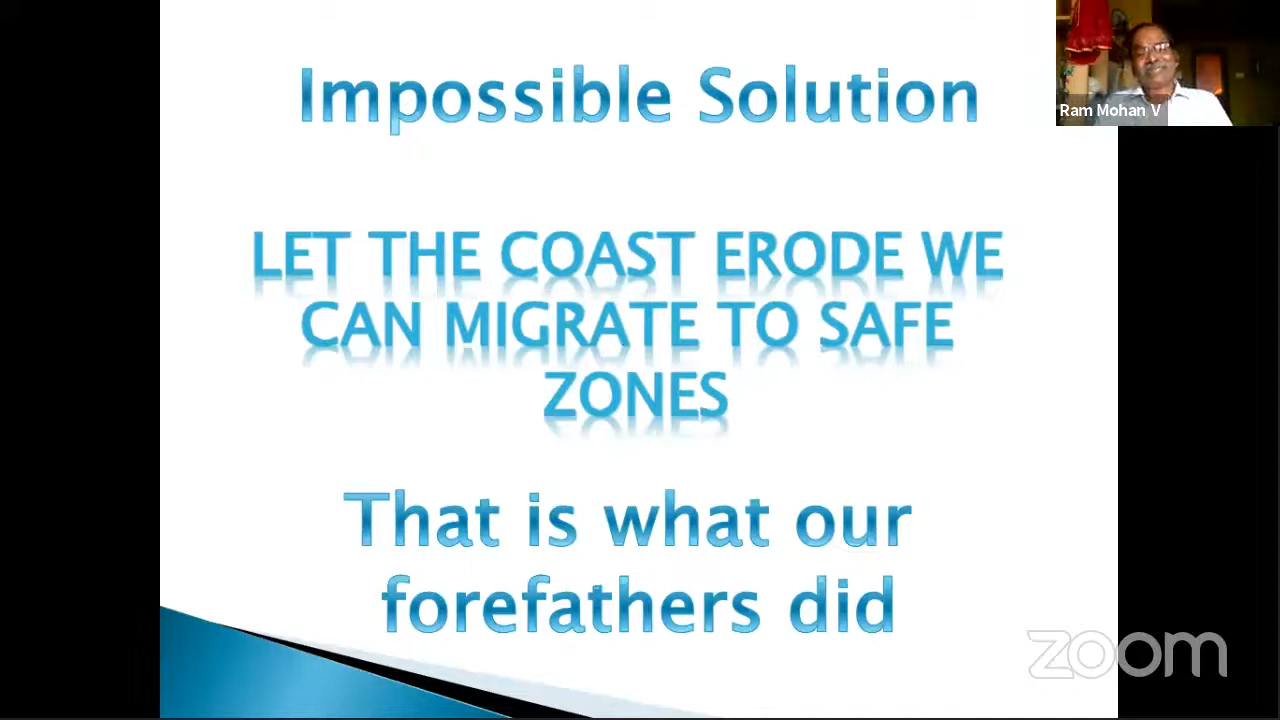 Impossible Solution
Ram Mohan V
LET THE COAST ERODE WE
CAN MIGRATE TO SAFE
ZONES
That is what our
forefathers did
zoom